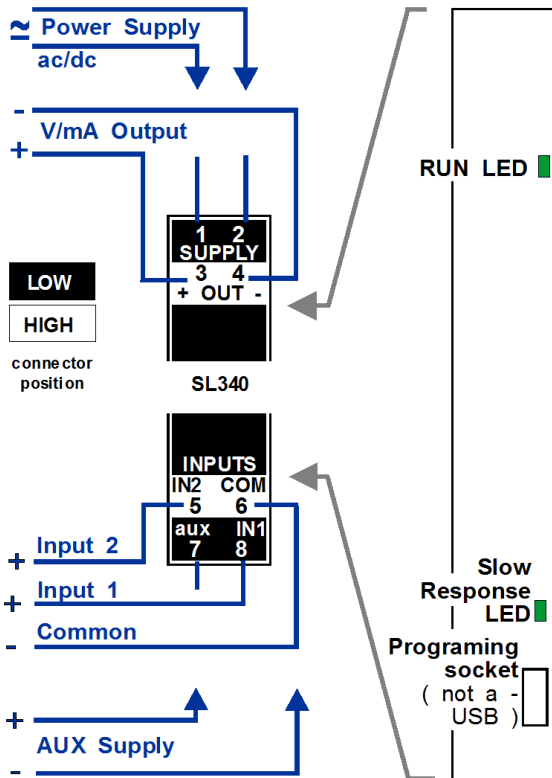 ≃ Power Supply
ac/dc
-
V/mA Output
+
RUN LED
1 2
SUPPLY
3 4
+ OUT -
LOW
HIGH
connector
position
SL340
INPUTS
IN2 COM
5 6
aux IN1
7 8
+ Input 2
+ Input 1
- Common
Slow
Response
LED
Programing
socket
( not a -
USB )
+
AUX Supply
-